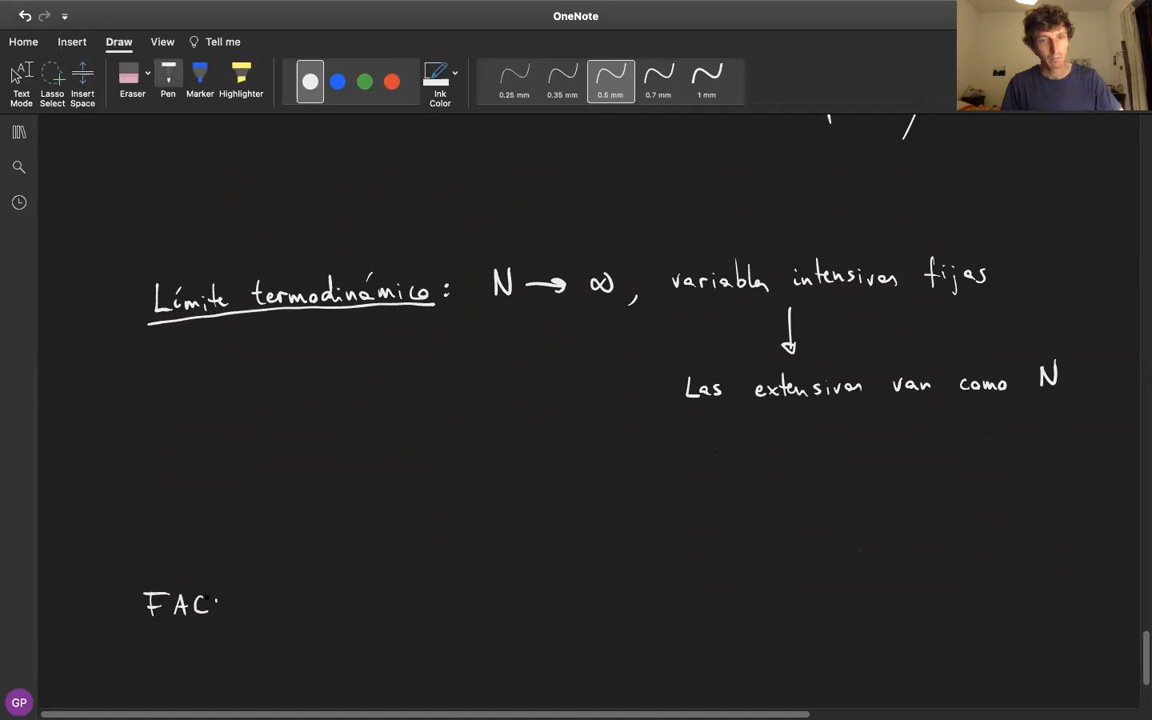 OneNote
Home Insert Draw View Tell me
Text Mode Lasso Select Insert Space Eraser Pen Marker Highlighter Ink Color 0.25 mm 0.35 mm 0.5 mm 0.7 mm 1 mm
Límite termodinámico: N → ∞, variables intensivas fijas
↓
Las extensivas van como N
FAC
GP